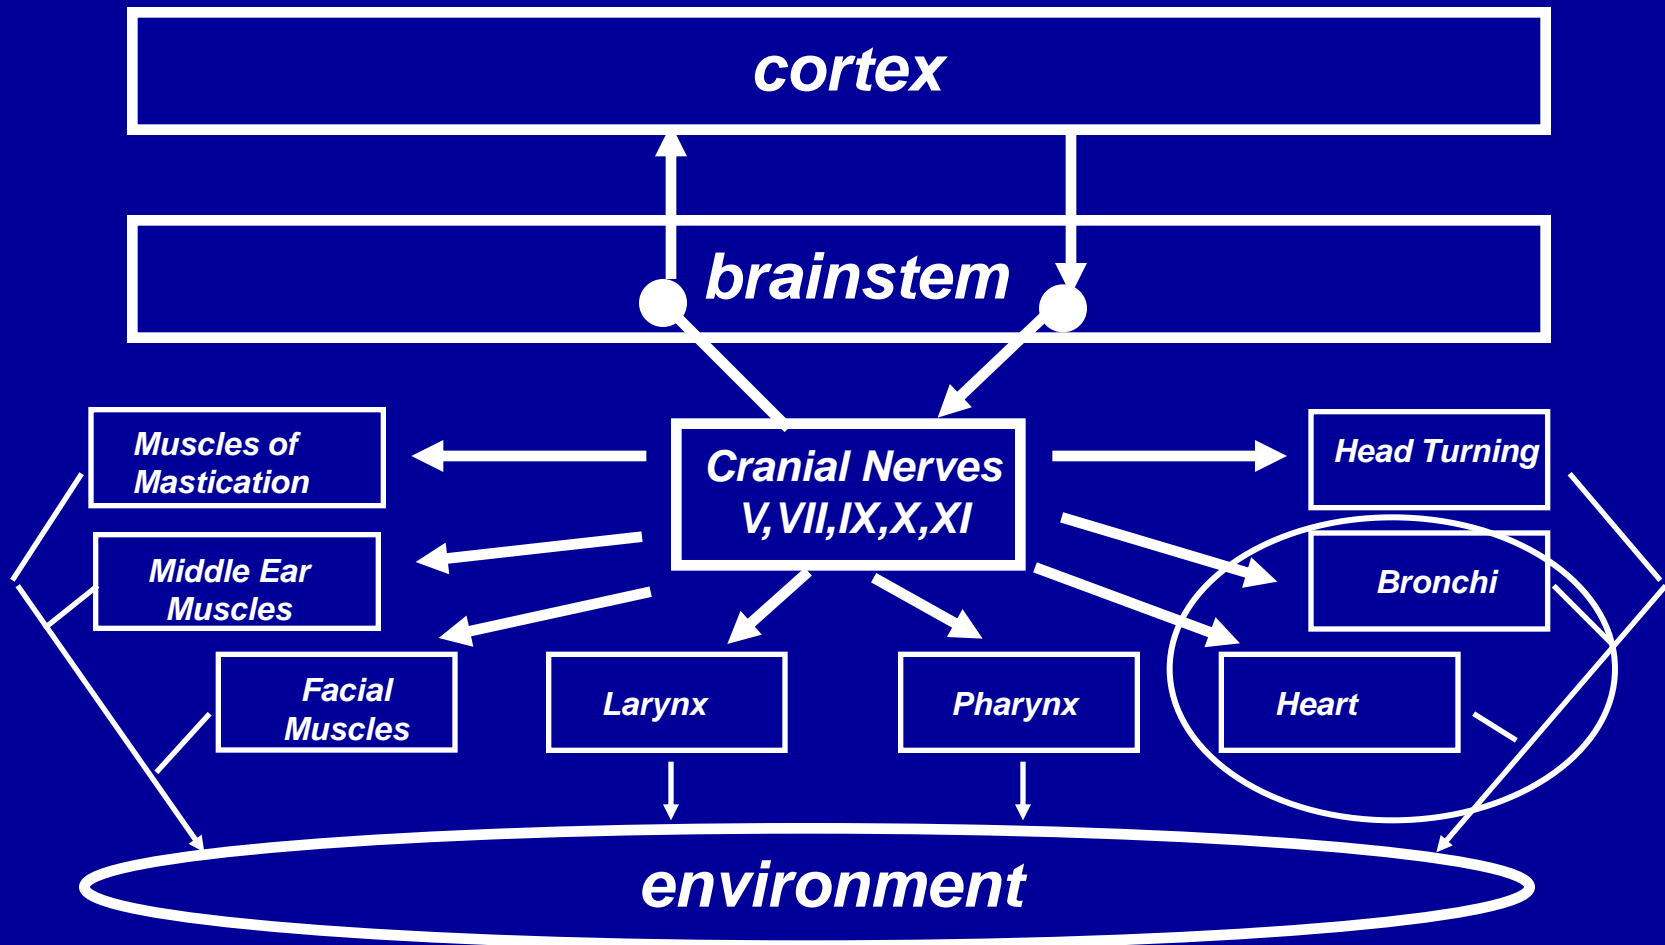 cortex
brainstem
Muscles of
Mastication
Cranial Nerves
V,VII,IX,X,XI
Head Turning
Middle Ear
Muscles
Bronchi
Facial
Muscles
Larynx
Pharynx
Heart
environment